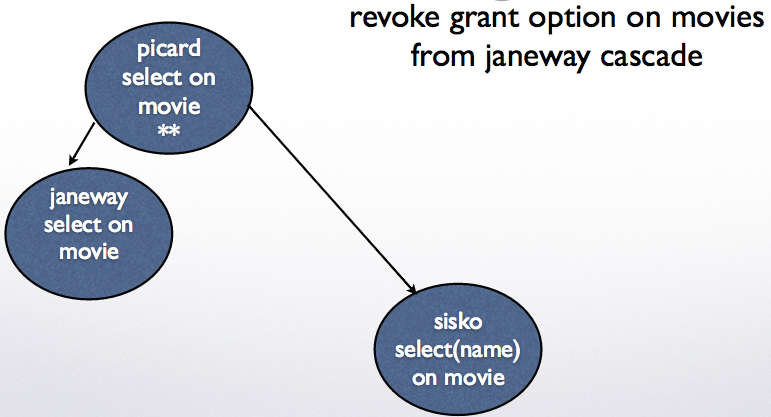 revoke grant option on movies
from janeway cascade
picard
select on
movie
**
janeway
select on
movie
sisko
select(name)
on movie